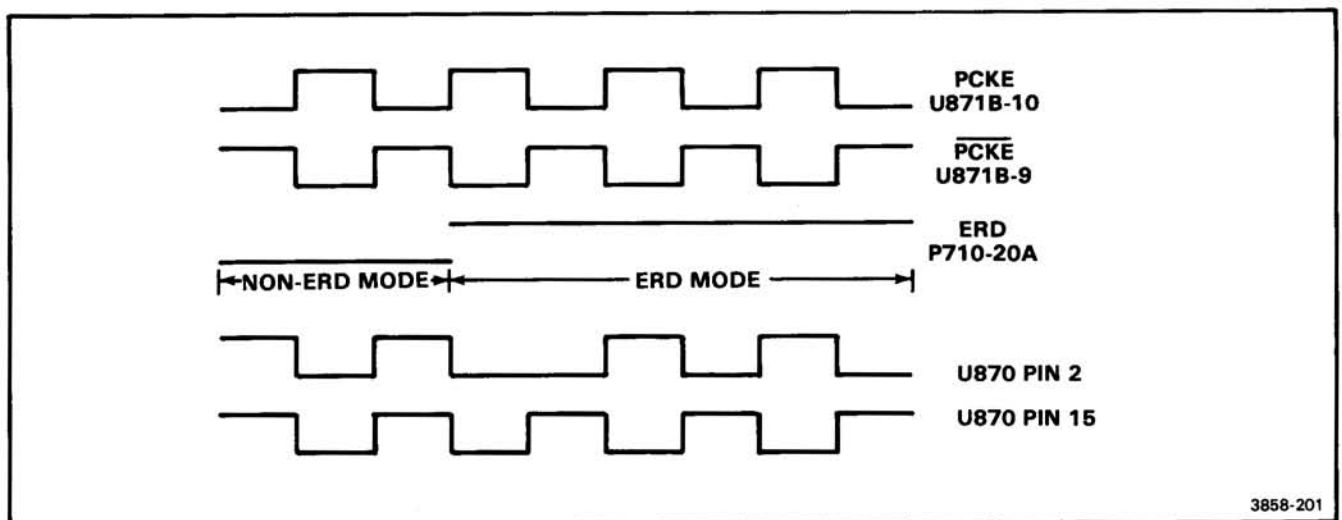 PCKE
U871B-10
PCKE
U871B-9
ERD
P710-20A
NON-ERD MODE
ERD MODE
U870 PIN 2
U870 PIN 15
3858-201